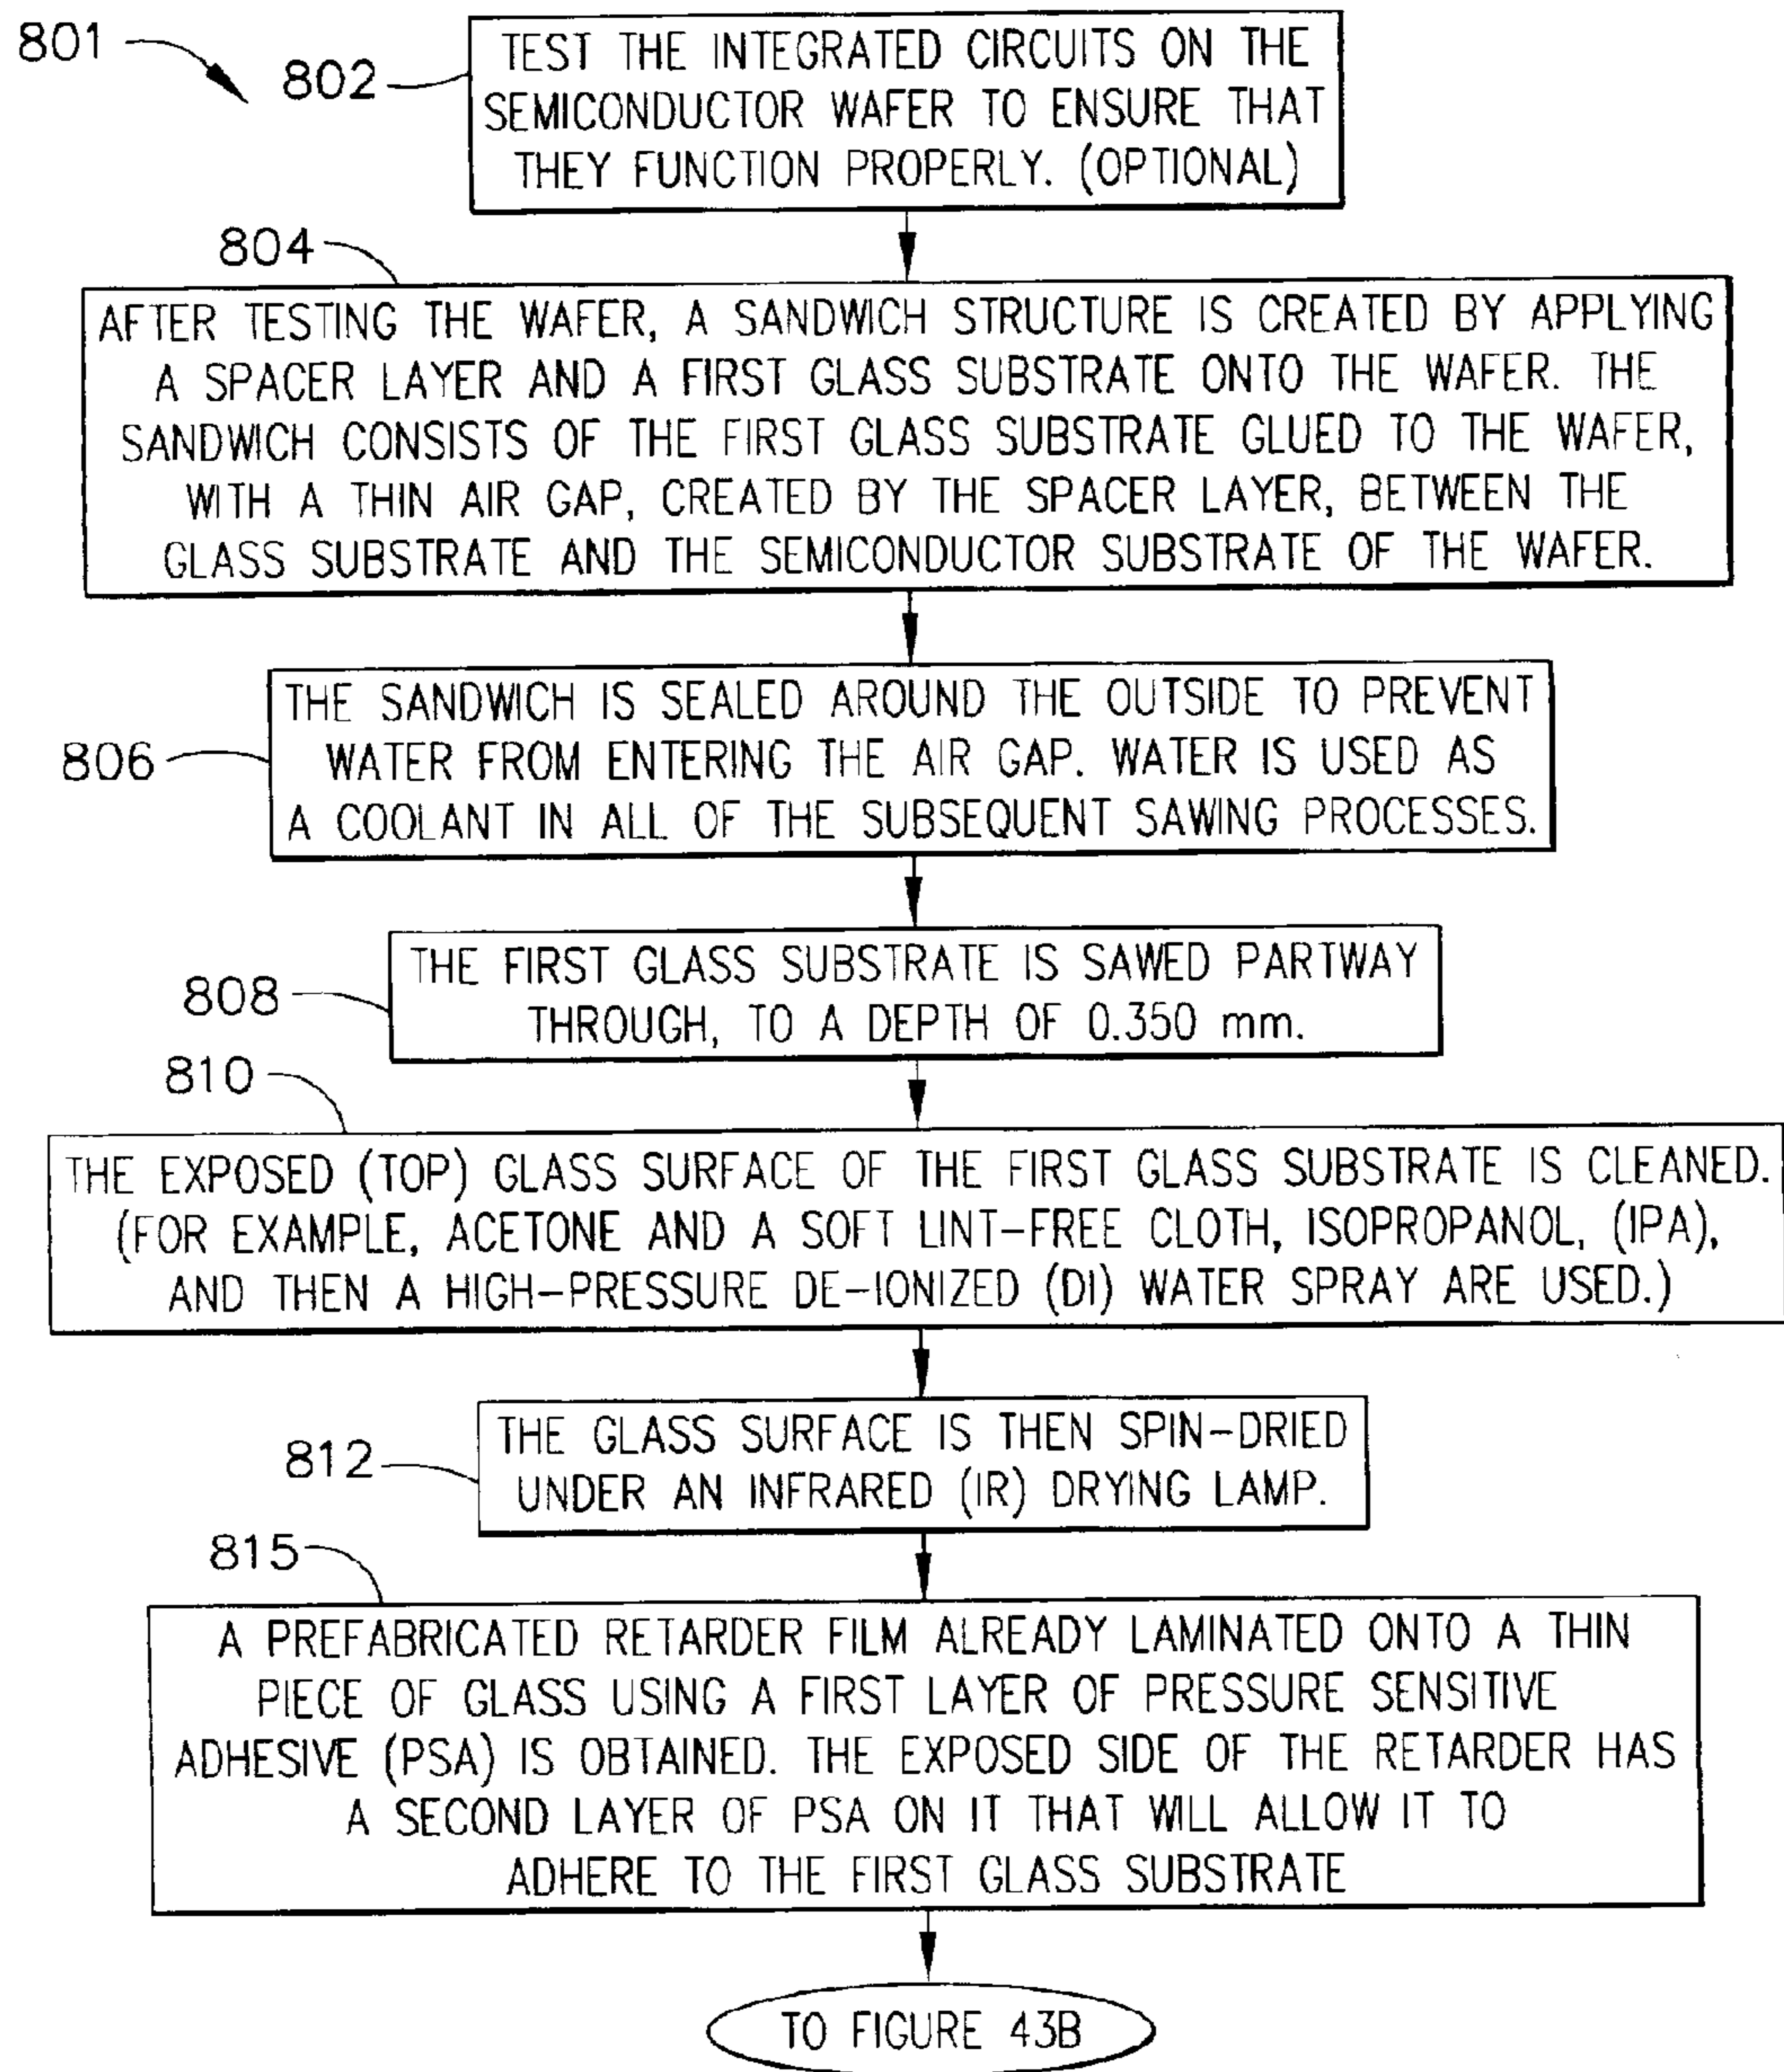 801
802
TEST THE INTEGRATED CIRCUITS ON THE
SEMICONDUCTOR WAFER TO ENSURE THAT
THEY FUNCTION PROPERLY. (OPTIONAL)
804
AFTER TESTING THE WAFER, A SANDWICH STRUCTURE IS CREATED BY APPLYING
A SPACER LAYER AND A FIRST GLASS SUBSTRATE ONTO THE WAFER. THE
SANDWICH CONSISTS OF THE FIRST GLASS SUBSTRATE GLUED TO THE WAFER,
WITH A THIN AIR GAP, CREATED BY THE SPACER LAYER, BETWEEN THE
GLASS SUBSTRATE AND THE SEMICONDUCTOR SUBSTRATE OF THE WAFER.
806
THE SANDWICH IS SEALED AROUND THE OUTSIDE TO PREVENT
WATER FROM ENTERING THE AIR GAP. WATER IS USED AS
A COOLANT IN ALL OF THE SUBSEQUENT SAWING PROCESSES.
808
THE FIRST GLASS SUBSTRATE IS SAWED PARTWAY
THROUGH, TO A DEPTH OF 0.350 mm.
810
THE EXPOSED (TOP) GLASS SURFACE OF THE FIRST GLASS SUBSTRATE IS CLEANED.
(FOR EXAMPLE, ACETONE AND A SOFT LINT-FREE CLOTH, ISOPROPANOL, (IPA),
AND THEN A HIGH-PRESSURE DE-IONIZED (DI) WATER SPRAY ARE USED.)
812
THE GLASS SURFACE IS THEN SPIN-DRIED
UNDER AN INFRARED (IR) DRYING LAMP.
815
A PREFABRICATED RETARDER FILM ALREADY LAMINATED ONTO A THIN
PIECE OF GLASS USING A FIRST LAYER OF PRESSURE SENSITIVE
ADHESIVE (PSA) IS OBTAINED. THE EXPOSED SIDE OF THE RETARDER HAS
A SECOND LAYER OF PSA ON IT THAT WILL ALLOW IT TO
ADHERE TO THE FIRST GLASS SUBSTRATE
TO FIGURE 43B